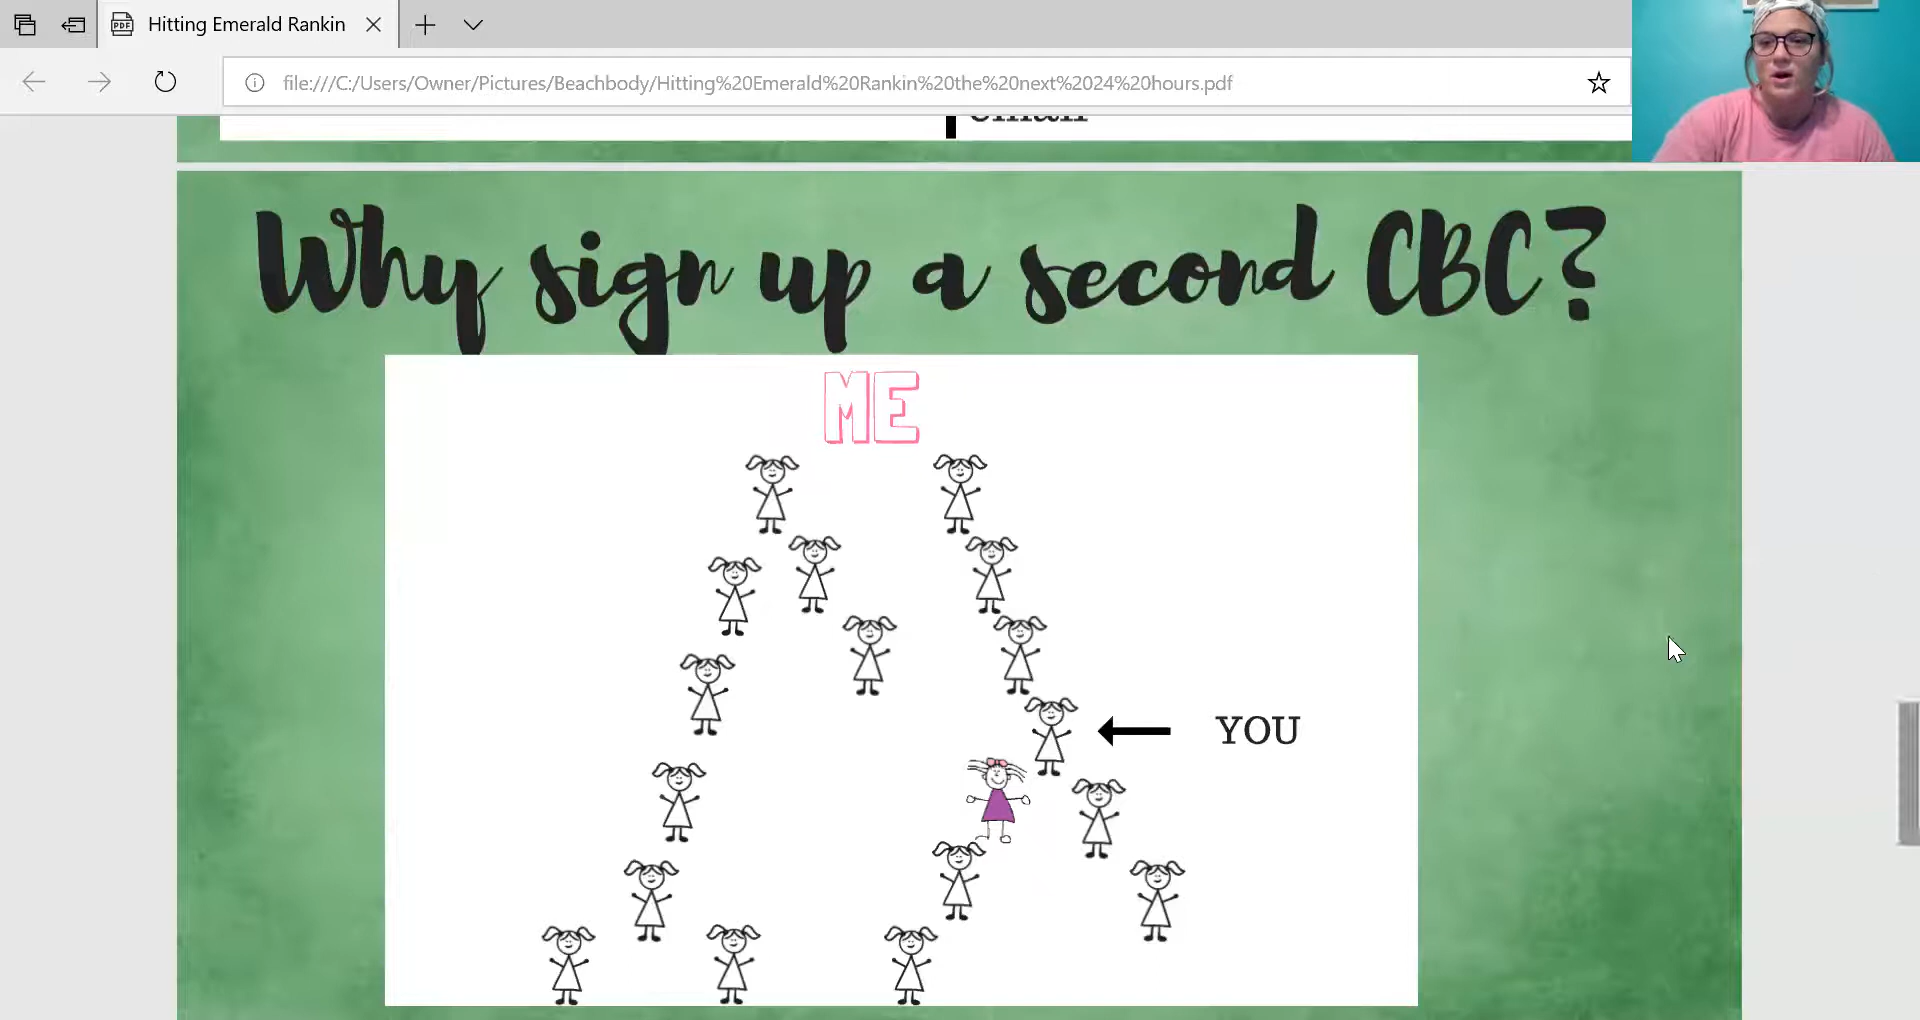 PDF
Hitting Emerald Rankin
file:///C:/Users/Owner/Pictures/Beachbody/Hitting%20Emerald%20Rankin%20the%20next%2024%20hours.pdf
Why sign up a second CBC?
ME
YOU